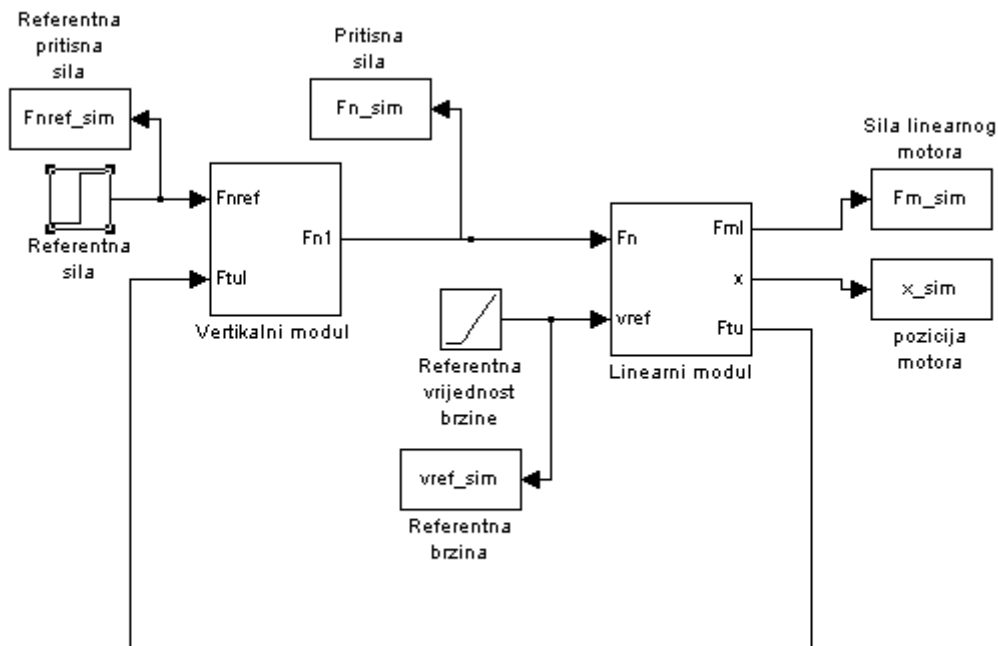 Referentna
pritisna
sila
Fnref_sim
Referentna
sila
Pritisna
sila
Fn_sim
Fnref
Fn1
Ftul
Vertikalni modul
Sila linearnog
motora
Fm_sim
Fn
Fml
x
vref
Ftu
Linearni modul
x_sim
pozicija
motora
Referentna
vrijednost
brzine
vref_sim
Referentna
brzina